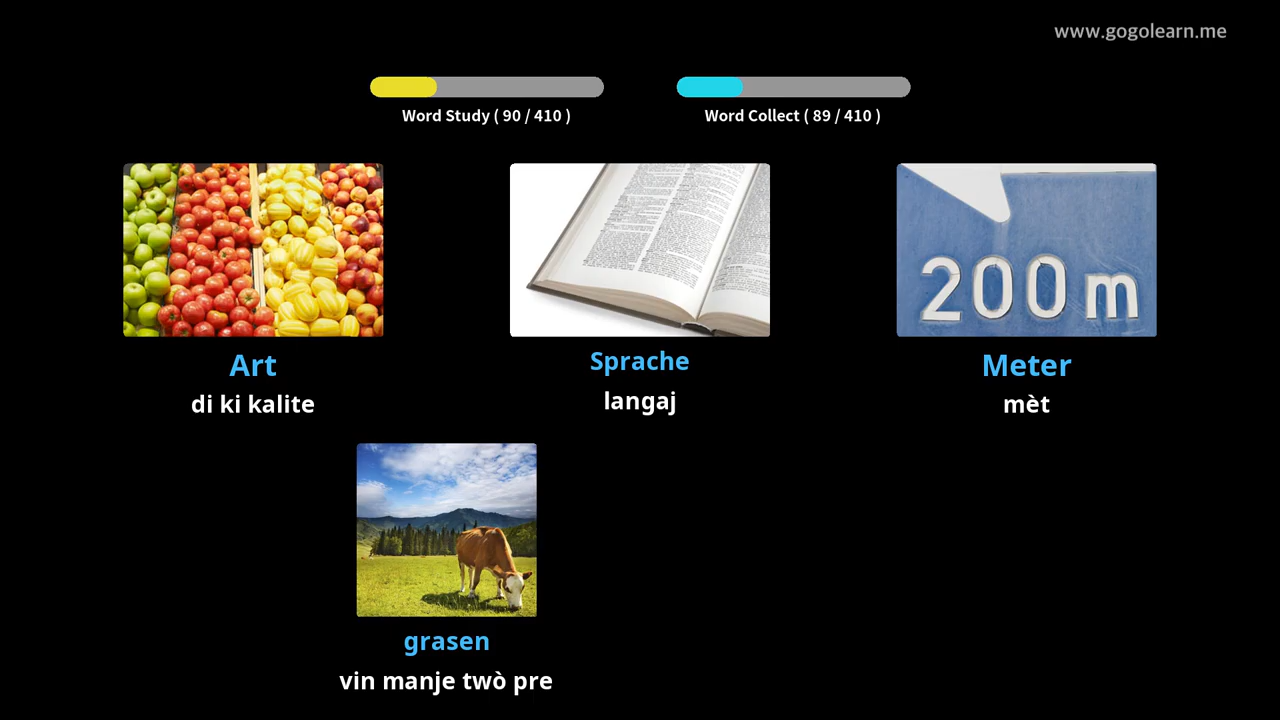 www.gogolearn.me
Word Study ( 90 / 410 )
Word Collect ( 89 / 410 )
200 m
Art
di ki kalite
Sprache
langaj
Meter
mèt
grasen
vin manje twò pre